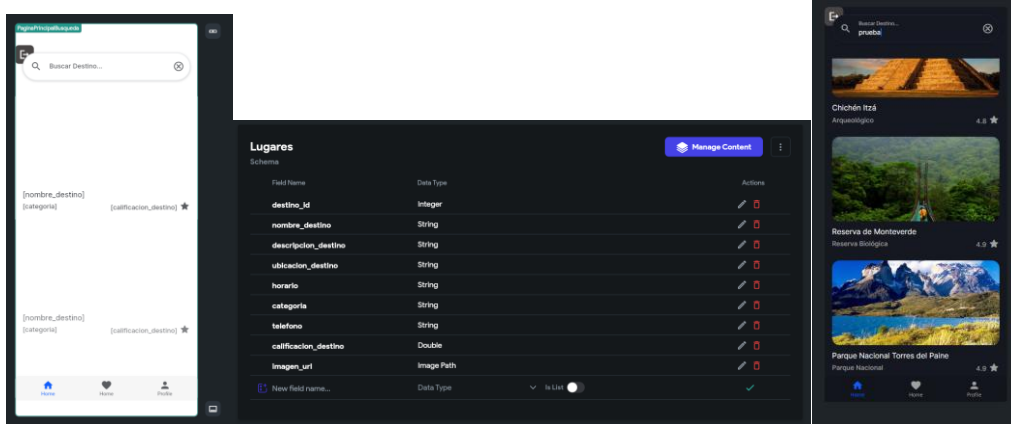 PaginaPrincipalBusqueda
Buscar Destino...
[nombre_destino]
[categoria]
[calificacion_destino]
[nombre_destino]
[categoria]
[calificacion_destino]
Home
Home
Profile
Lugares
Schema
Manage Content
Field Name Data Type Actions
destino_id Integer
nombre_destino String
descripcion_destino String
ubicacion_destino String
horario String
categoria String
telefono String
calificacion_destino Double
imagen_url Image Path
New field name... Data Type Is List
Buscar Destino...
prueba
Chichén Itzá
Arqueológico 4.8
Reserva de Monteverde
Reserva Biológica 4.9
Parque Nacional Torres del Paine
Parque Nacional 4.9
Home
Home
Profile